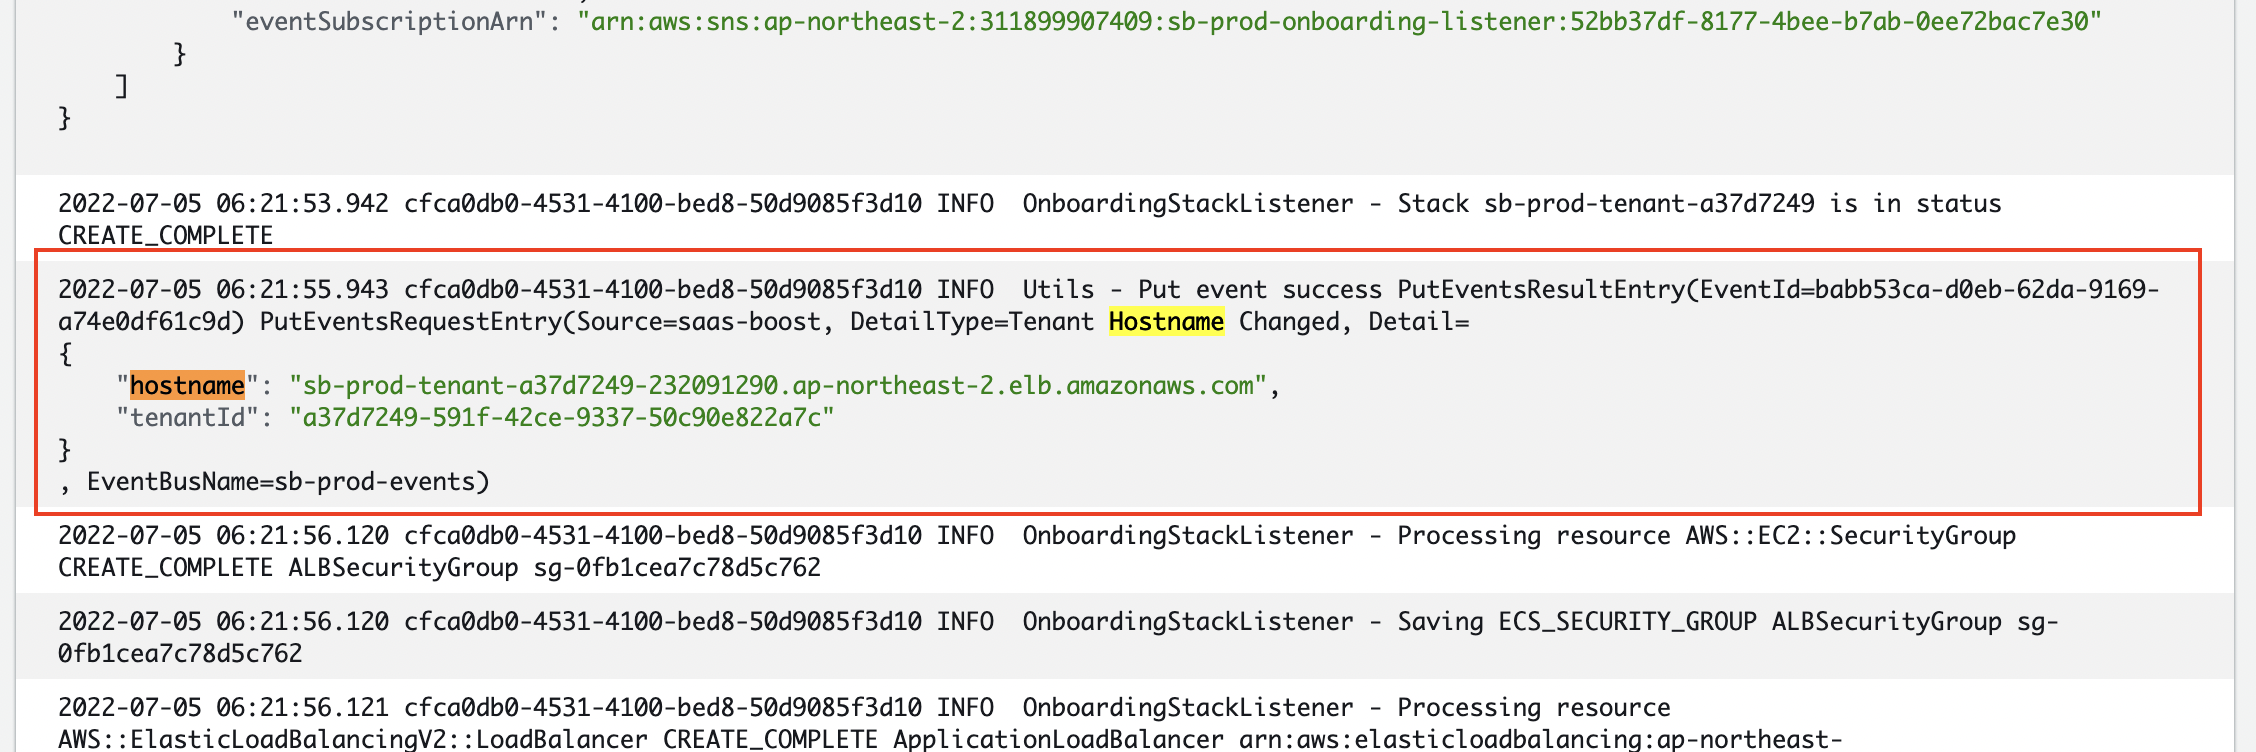 "eventSubscriptionArn": "arn:aws:sns:ap-northeast-2:311899907409:sb-prod-onboarding-listener:52bb37df-8177-4bee-b7ab-0ee72bac7e30"
}
]
}
2022-07-05 06:21:53.942 cfca0db0-4531-4100-bed8-50d9085f3d10 INFO  OnboardingStackListener - Stack sb-prod-tenant-a37d7249 is in status
CREATE_COMPLETE
2022-07-05 06:21:55.943 cfca0db0-4531-4100-bed8-50d9085f3d10 INFO  Utils - Put event success PutEventsResultEntry(EventId=babb53ca-d0eb-62da-9169-
a74e0df61c9d) PutEventsRequestEntry(Source=saas-boost, DetailType=Tenant Hostname Changed, Detail=
{
"hostname": "sb-prod-tenant-a37d7249-232091290.ap-northeast-2.elb.amazonaws.com",
"tenantId": "a37d7249-591f-42ce-9337-50c90e822a7c"
}
, EventBusName=sb-prod-events)
2022-07-05 06:21:56.120 cfca0db0-4531-4100-bed8-50d9085f3d10 INFO  OnboardingStackListener - Processing resource AWS::EC2::SecurityGroup
CREATE_COMPLETE ALBSecurityGroup sg-0fb1cea7c78d5c762
2022-07-05 06:21:56.120 cfca0db0-4531-4100-bed8-50d9085f3d10 INFO  OnboardingStackListener - Saving ECS_SECURITY_GROUP ALBSecurityGroup sg-
0fb1cea7c78d5c762
2022-07-05 06:21:56.121 cfca0db0-4531-4100-bed8-50d9085f3d10 INFO  OnboardingStackListener - Processing resource
AWS::ElasticLoadBalancingV2::LoadBalancer CREATE_COMPLETE ApplicationLoadBalancer arn:aws:elasticloadbalancing:ap-northeast-